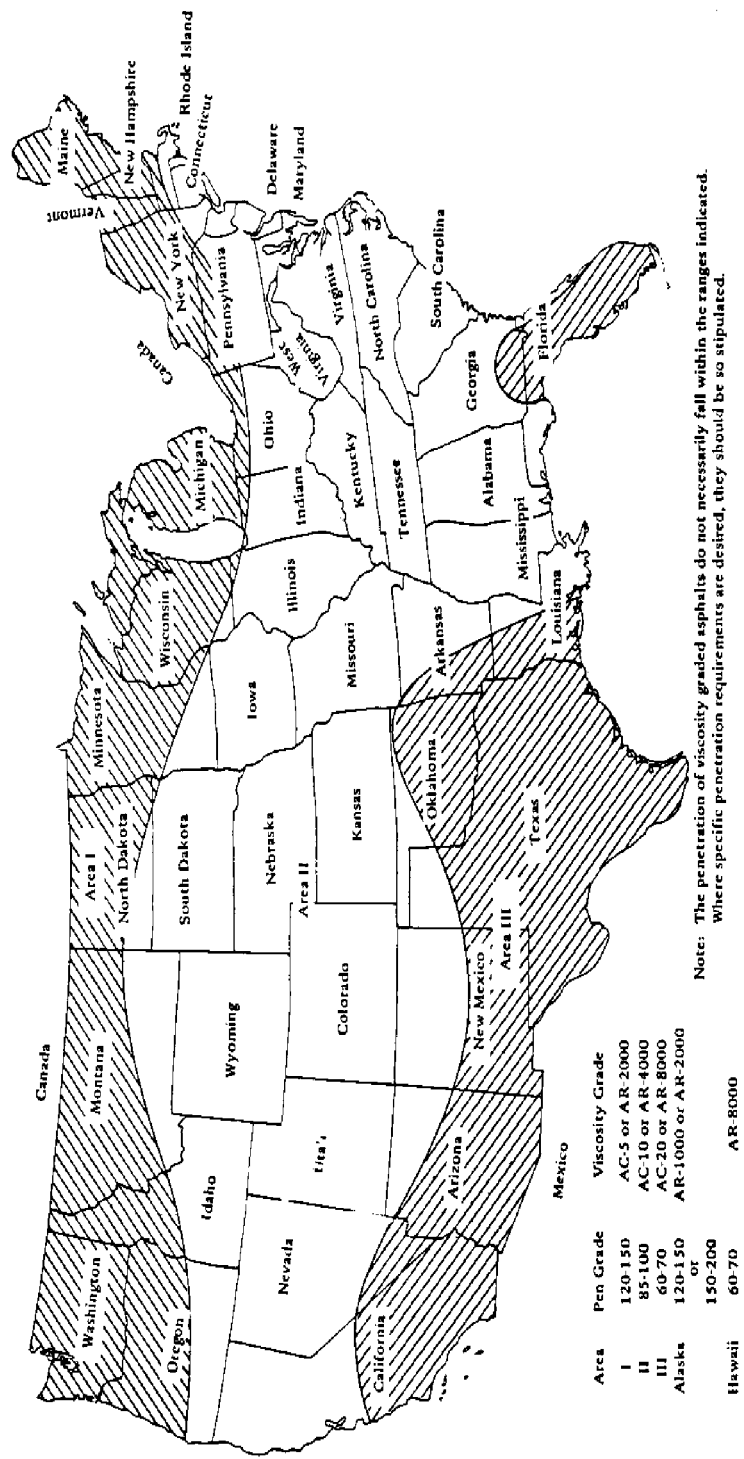 Canada
Washington
Montana
Area I
North Dakota
Minnesota
Wisconsin
Michigan
Canada
New York
Vermont
Maine
New Hampshire
Rhode Island
Connecticut
Oregon
Idaho
Wyoming
South Dakota
Nebraska
Iowa
Illinois
Indiana
Ohio
Pennsylvania
Delaware
Maryland
West
Virginia
Virginia
Nevada
Colorado
Area II
Kansas
Missouri
Kentucky
Tennessee
North Carolina
South Carolina
California
Arizona
New Mexico
Area III
Oklahoma
Texas
Arkansas
Louisiana
Mississippi
Alabama
Georgia
Florida
Mexico
Area Pen Grade Viscosity Grade
I 120-150 AC-5 or AR-2000
II 85-100 AC-10 or AR-4000
III 60-70 AC-20 or AR-8000
Alaska 120-150 AR-1000 or AR-2000
or
150-200
Hawaii 60-70 AR-8000
Note: The penetration of viscosity graded asphalts do not necessarily fall within the ranges indicated.
Where specific penetration requirements are desired, they should be so stipulated.